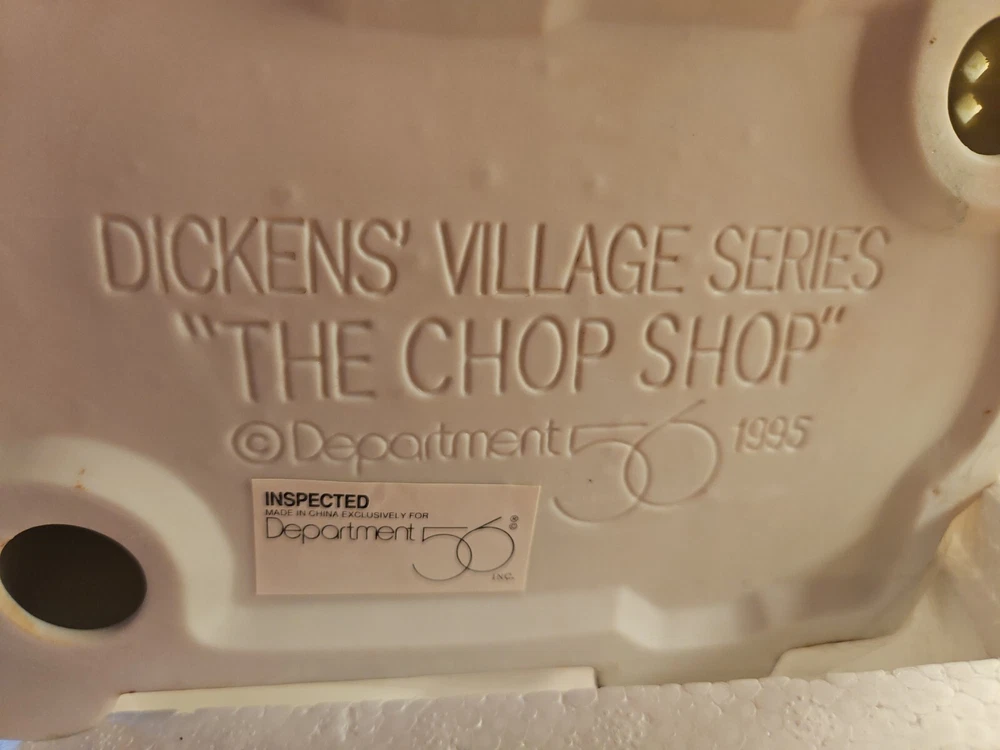 DICKENS' VILLAGE SERIES
"THE CHOP SHOP"
©Department 56 1995
INSPECTED
MADE IN CHINA EXCLUSIVELY FOR
Department 56 ©®
INC.